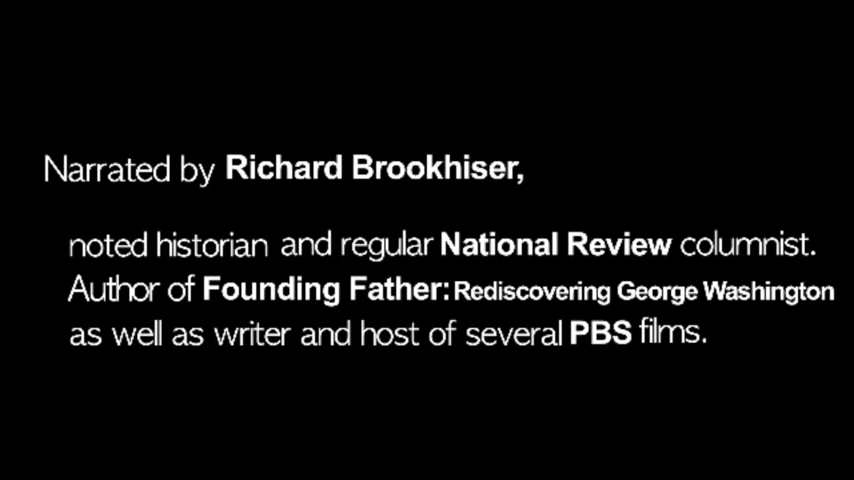 Narrated by Richard Brookhiser,
noted historian and regular National Review columnist.
Author of Founding Father: Rediscovering George Washington
as well as writer and host of several PBS films.